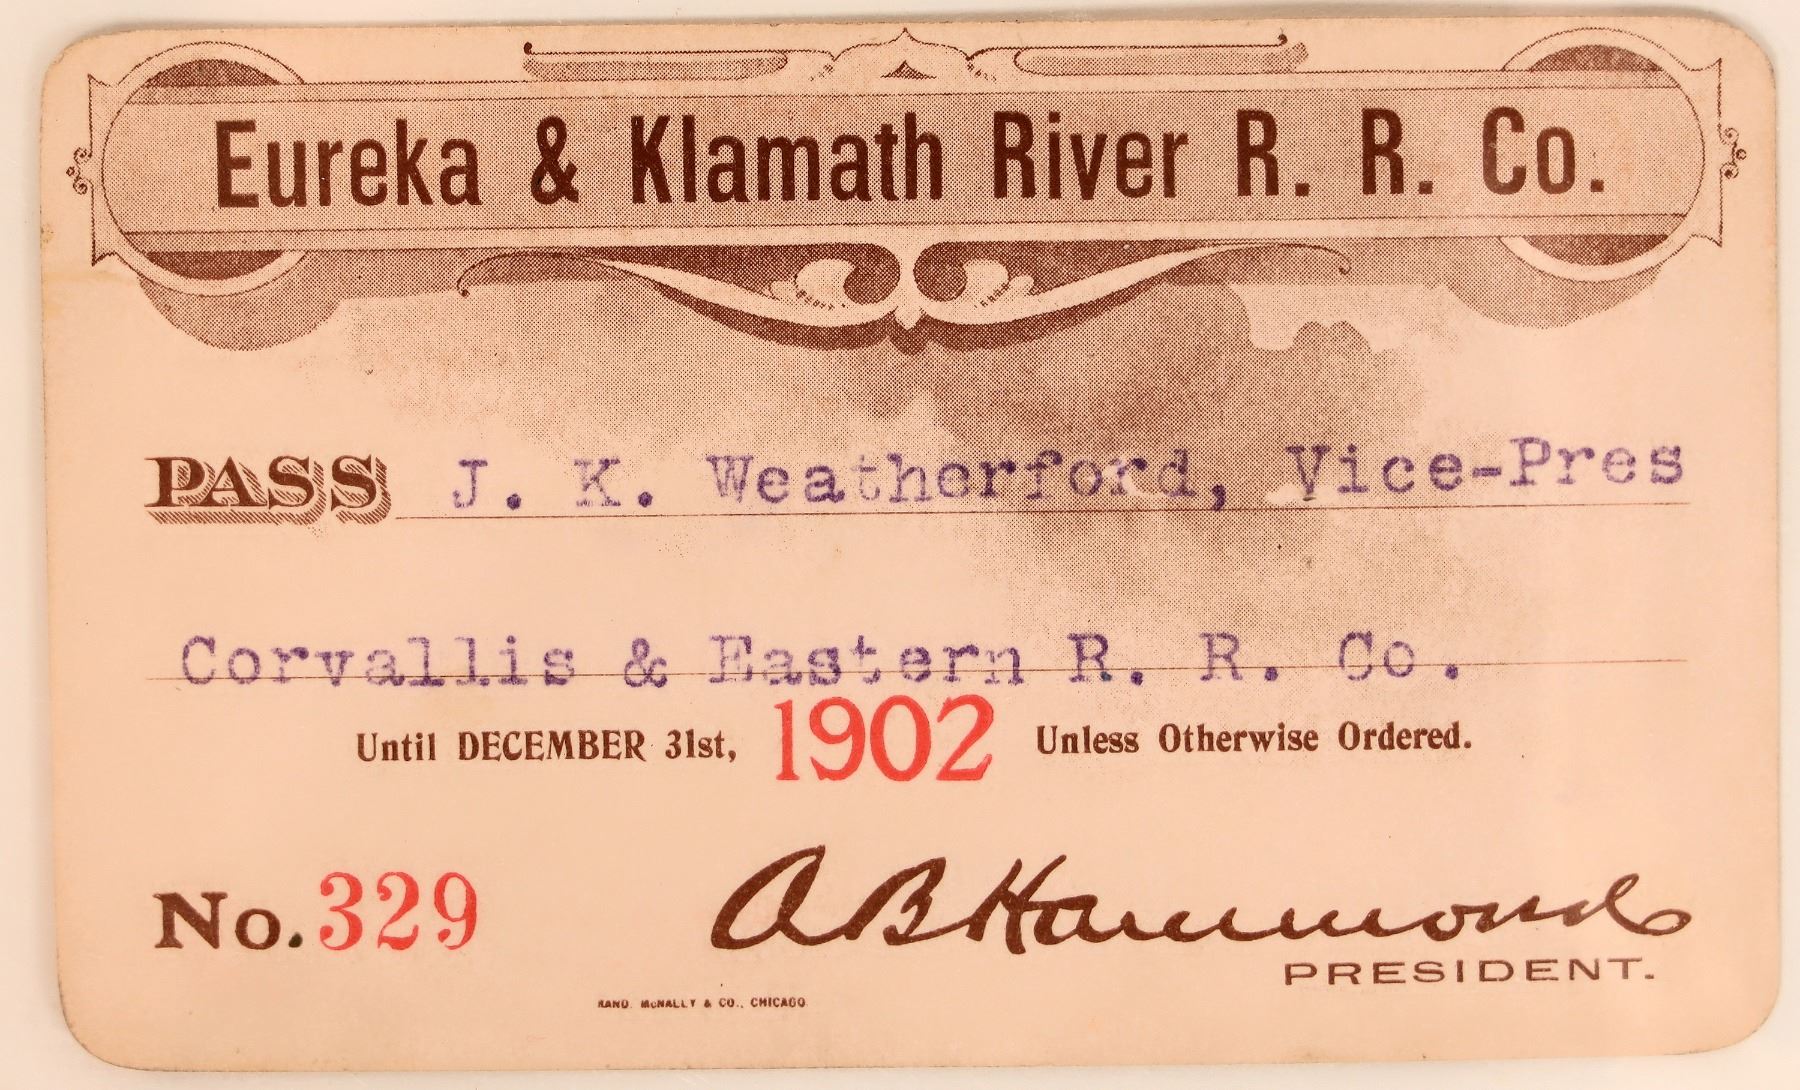 Eureka & Klamath River R. R. Co.
PASS J. K. Weatherford, Vice-Pres
Corvallis & Eastern R. R. Co.
Until DECEMBER 31st, 1902 Unless Otherwise Ordered.
No. 329
A B Hammond
PRESIDENT.
RAND. McNALLY & CO., CHICAGO